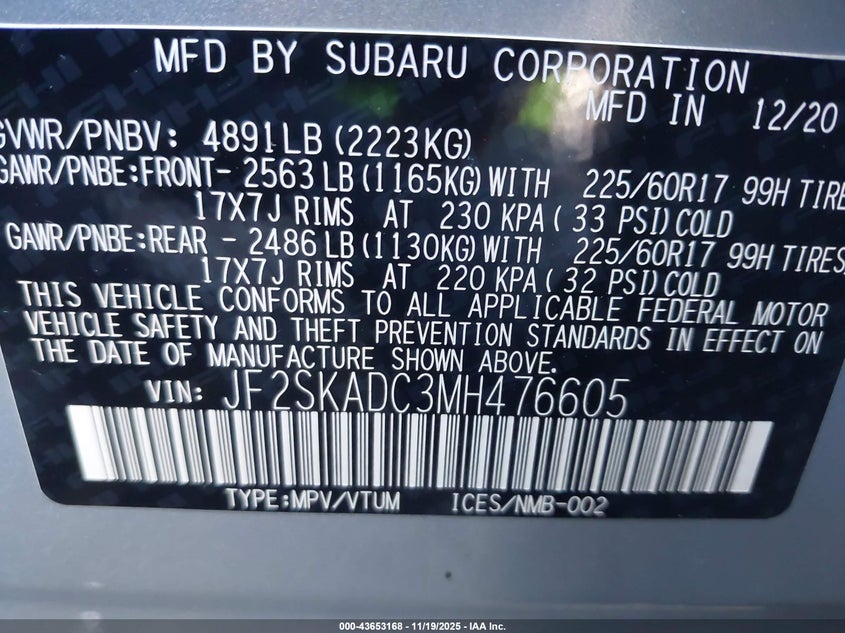 MFD BY SUBARU CORPORATION
MFD IN 12/20
GVWR/PNBV: 4891LB (2223KG)
GAWR/PNBE:FRONT- 2563 LB (1165KG) WITH 225/60R17 99H TIRE
17X7J RIMS AT 230 KPA ( 33 PSI) COLD
GAWR/PNBE:REAR - 2486 LB (1130KG) WITH 225/60R17 99H TIRES
17X7J RIMS AT 220 KPA ( 32 PSI) COLD
THIS VEHICLE CONFORMS TO ALL APPLICABLE FEDERAL MOTOR
VEHICLE SAFETY AND THEFT PREVENTION STANDARDS IN EFFECT ON
THE DATE OF MANUFACTURE SHOWN ABOVE.
VIN: JF2SKADC3MH476605
TYPE:MPV/VTUM ICES/NMB-002
000-43653168 - 11/19/2025 - IAA Inc.